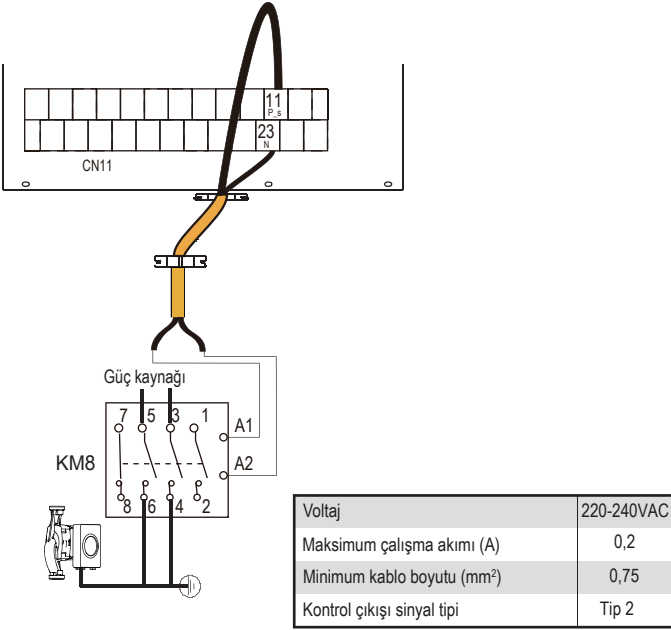 11
P_s
23
N
CN11
Güç kaynağı
7 5 3 1
A1
KM8
A2
8 6 4 2
Voltaj 220-240VAC
Maksimum çalışma akımı (A) 0,2
Minimum kablo boyutu (mm²) 0,75
Kontrol çıkışı sinyal tipi Tip 2